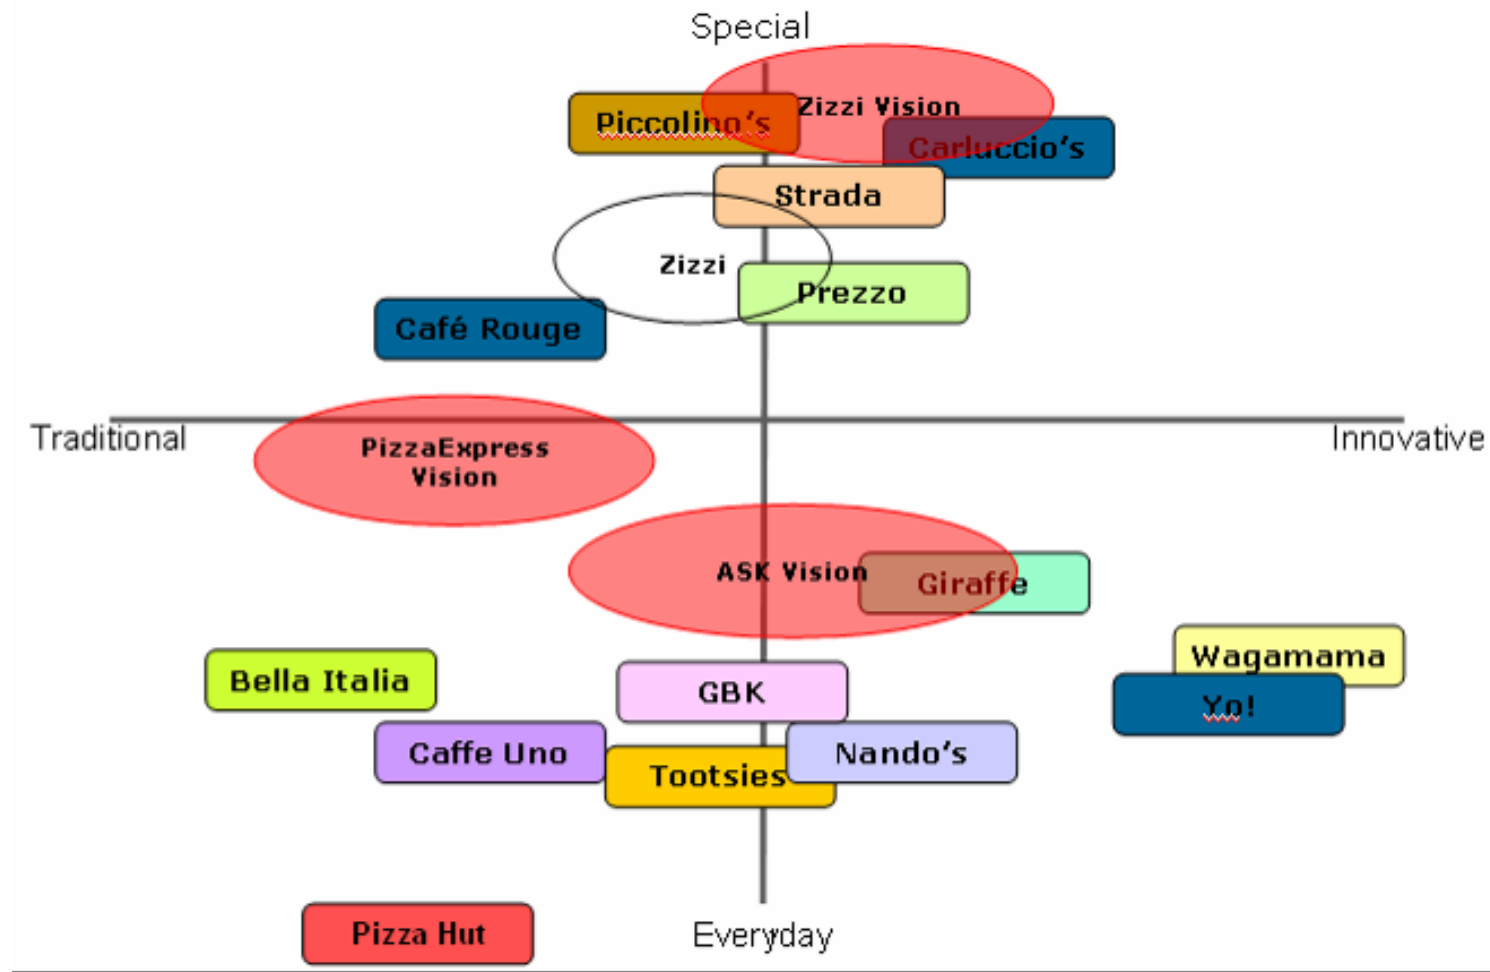 Special
Zizzi Vision
Piccolino's
Carluccio's
Strada
Zizzi
Prezzo
Café Rouge
Traditional
Innovative
PizzaExpress
Vision
ASK Vision
Giraffe
Wagamama
Bella Italia
GBK
Yo!
Caffe Uno
Nando's
Tootsies
Pizza Hut
Everyday